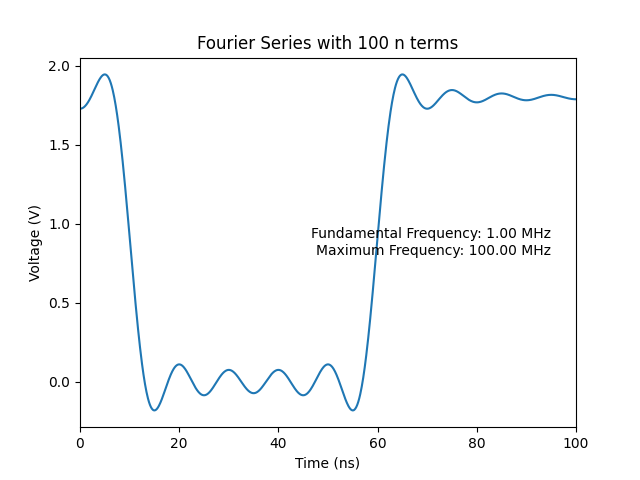 Fourier Series with 100 n terms
2.0
1.5
1.0
0.5
0.0
Voltage (V)
Fundamental Frequency: 1.00 MHz
Maximum Frequency: 100.00 MHz
0 20 40 60 80 100
Time (ns)